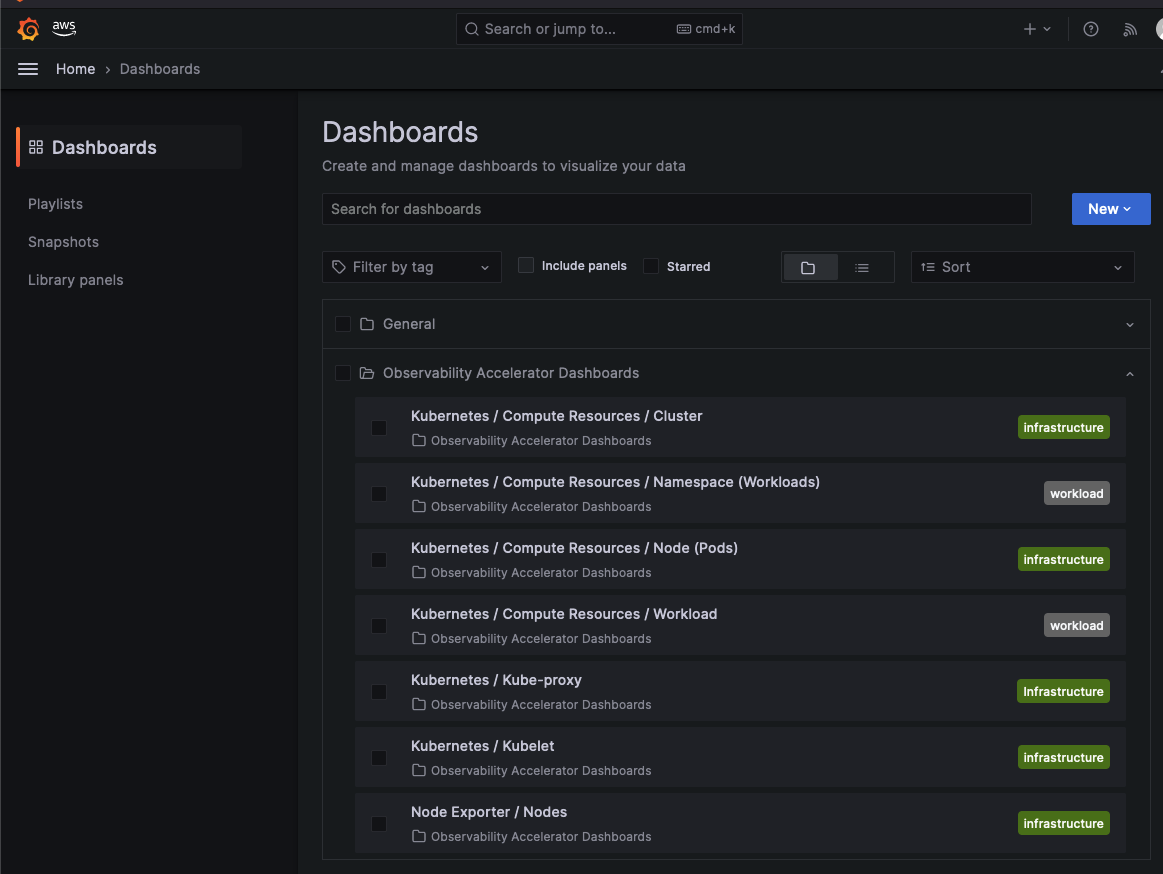 aws
Search or jump to... cmd+k
Home › Dashboards
Dashboards
Playlists
Snapshots
Library panels
Dashboards
Create and manage dashboards to visualize your data
Search for dashboards
New
Filter by tag
Include panels
Starred
Sort
General
Observability Accelerator Dashboards
Kubernetes / Compute Resources / Cluster
Observability Accelerator Dashboards
infrastructure
Kubernetes / Compute Resources / Namespace (Workloads)
Observability Accelerator Dashboards
workload
Kubernetes / Compute Resources / Node (Pods)
Observability Accelerator Dashboards
infrastructure
Kubernetes / Compute Resources / Workload
Observability Accelerator Dashboards
workload
Kubernetes / Kube-proxy
Observability Accelerator Dashboards
Infrastructure
Kubernetes / Kubelet
Observability Accelerator Dashboards
infrastructure
Node Exporter / Nodes
Observability Accelerator Dashboards
infrastructure